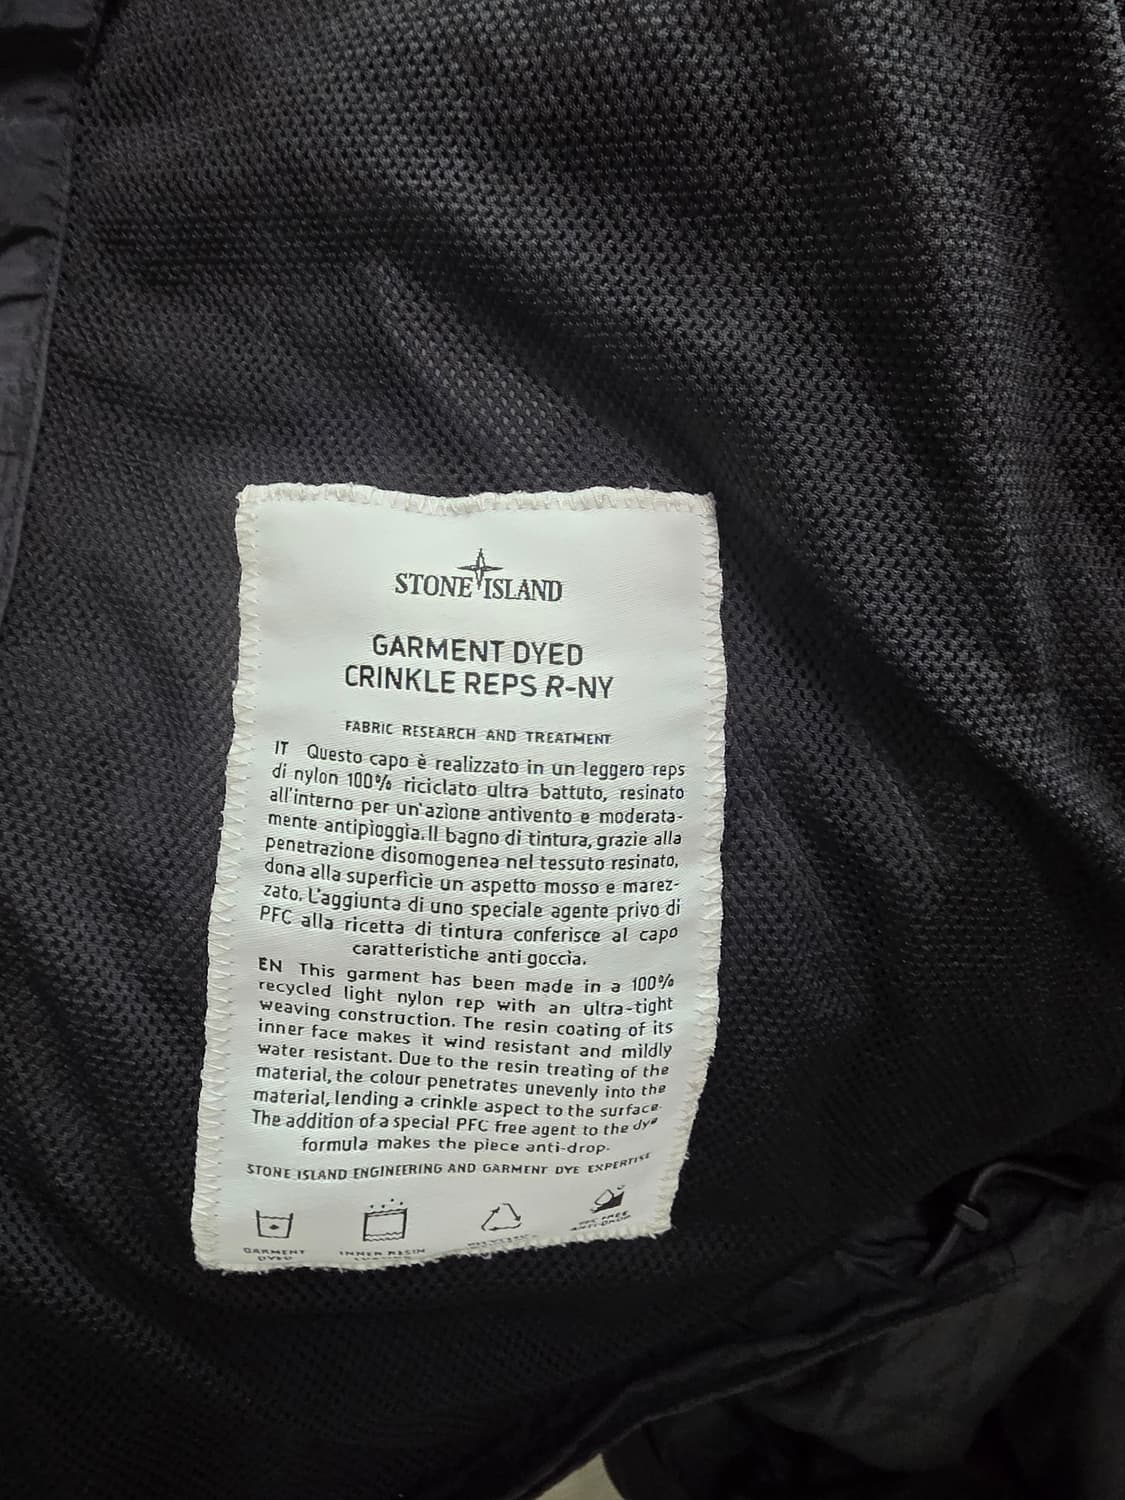 STONE ISLAND
GARMENT DYED
CRINKLE REPS R-NY
FABRIC RESEARCH AND TREATMENT
IT Questo capo è realizzato in un leggero reps
di nylon 100% riciclato ultra battuto, resinato
all'interno per un'azione antivento e moderata-
mente antipioggia. Il bagno di tintura, grazie alla
penetrazione disomogenea nel tessuto resinato,
dona alla superficie un aspetto mosso e marez-
zato. L'aggiunta di uno speciale agente privo di
PFC alla ricetta di tintura conferisce al capo
caratteristiche anti goccia.
EN This garment has been made in a 100%
recycled light nylon rep with an ultra-tight
weaving construction. The resin coating of its
inner face makes it wind resistant and mildly
water resistant. Due to the resin treating of the
material, the colour penetrates unevenly into the
material, lending a crinkle aspect to the surface.
The addition of a special PFC free agent to the dye
formula makes the piece anti-drop.
STONE ISLAND ENGINEERING AND GARMENT DYE EXPERTISE
GARMENT
DYED
INNER RESIN
PFC FREE
ANTI-DROP